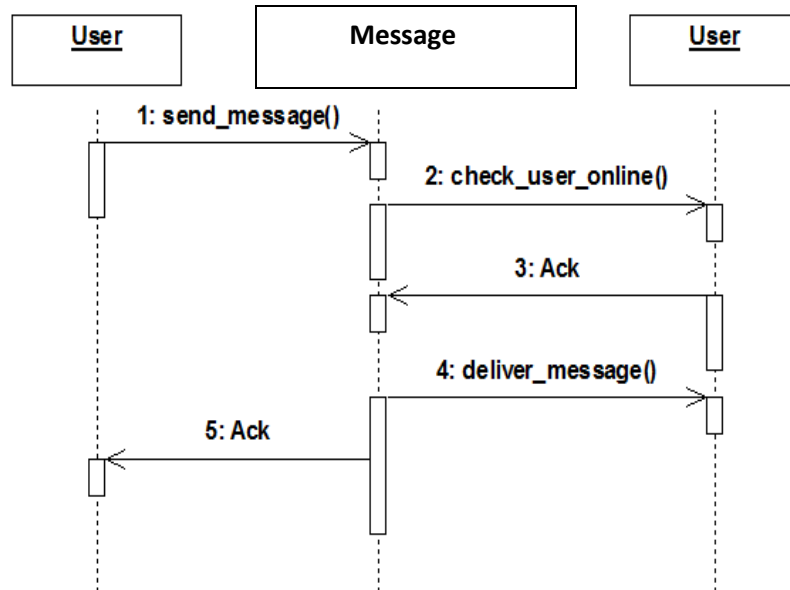 User
Message
User
1: send_message()
2: check_user_online()
3: Ack
4: deliver_message()
5: Ack